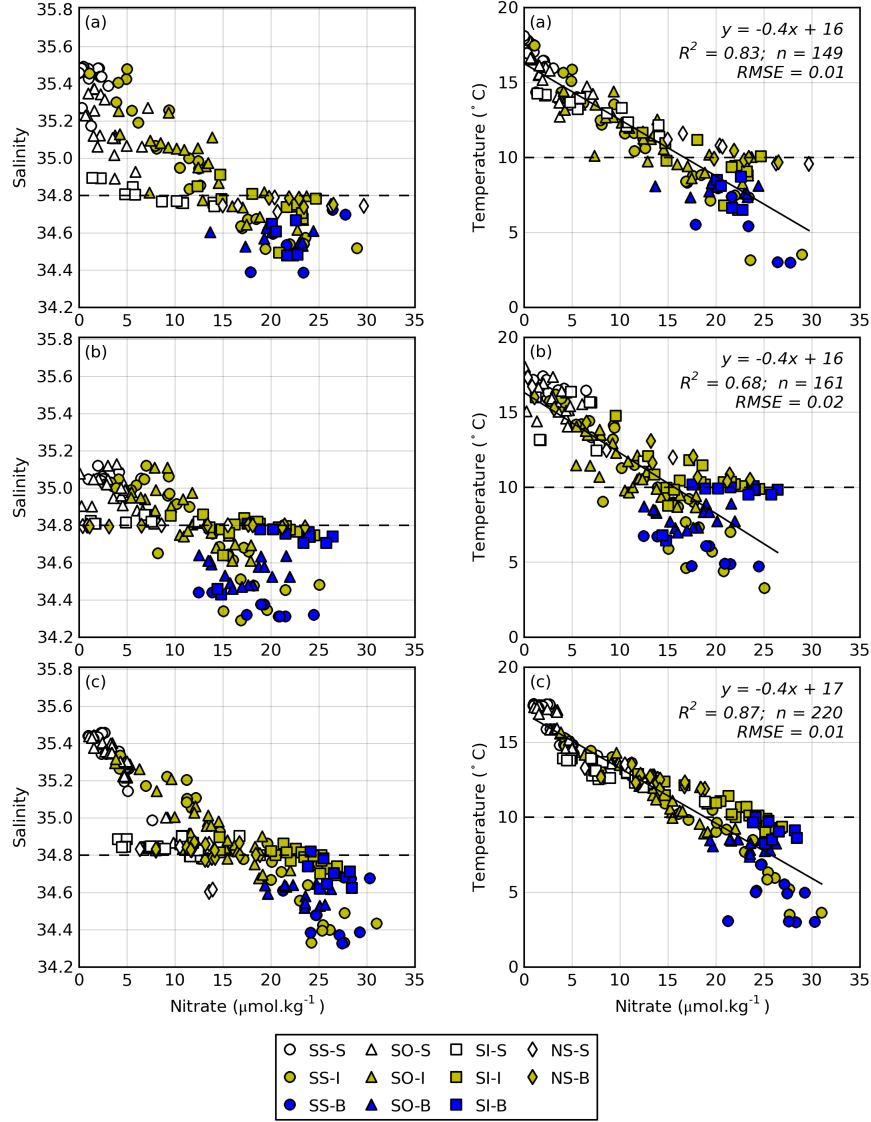 (a)
35.8
35.6
35.4
35.2
35.0
34.8
34.6
34.4
34.2
Salinity
0 5 10 15 20 25 30 35
(a)
y = -0.4x + 16
R² = 0.83; n = 149
RMSE = 0.01
20
15
10
5
0
Temperature (°C)
0 5 10 15 20 25 30 35
(b)
35.8
35.6
35.4
35.2
35.0
34.8
34.6
34.4
34.2
Salinity
0 5 10 15 20 25 30 35
(b)
y = -0.4x + 16
R² = 0.68; n = 161
RMSE = 0.02
20
15
10
5
0
Temperature (°C)
0 5 10 15 20 25 30 35
(c)
35.8
35.6
35.4
35.2
35.0
34.8
34.6
34.4
34.2
Salinity
0 5 10 15 20 25 30 35
Nitrate (μmol.kg⁻¹)
(c)
y = -0.4x + 17
R² = 0.87; n = 220
RMSE = 0.01
20
15
10
5
0
Temperature (°C)
0 5 10 15 20 25 30 35
Nitrate (μmol.kg⁻¹)
SS-S SO-S SI-S NS-S
SS-I SO-I SI-I NS-B
SS-B SO-B SI-B